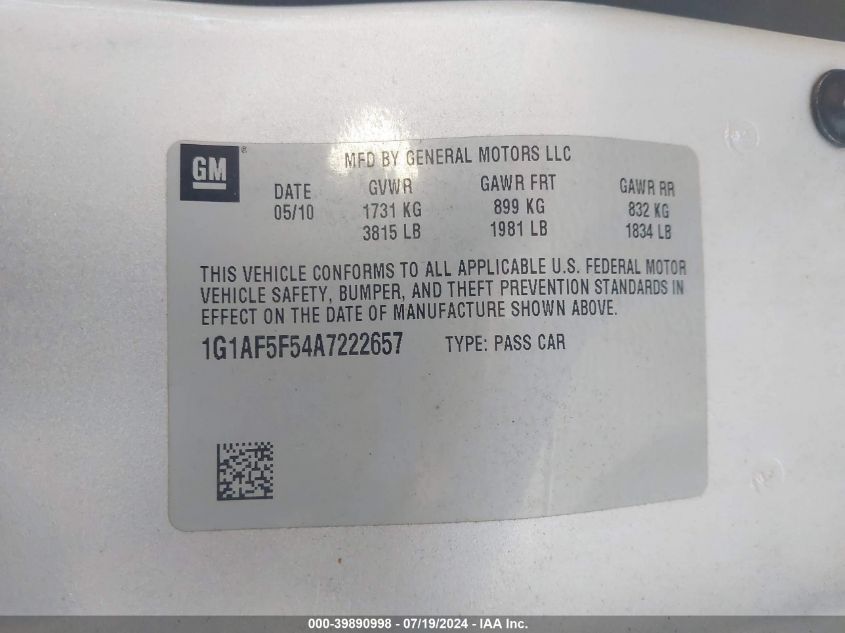 GM ®
MFD BY GENERAL MOTORS LLC
DATE GVWR GAWR FRT GAWR RR
05/10 1731 KG 899 KG 832 KG
3815 LB 1981 LB 1834 LB
THIS VEHICLE CONFORMS TO ALL APPLICABLE U.S. FEDERAL MOTOR
VEHICLE SAFETY, BUMPER, AND THEFT PREVENTION STANDARDS IN
EFFECT ON THE DATE OF MANUFACTURE SHOWN ABOVE.
1G1AF5F54A7222657 TYPE: PASS CAR
000-39890998 - 07/19/2024 - IAA Inc.